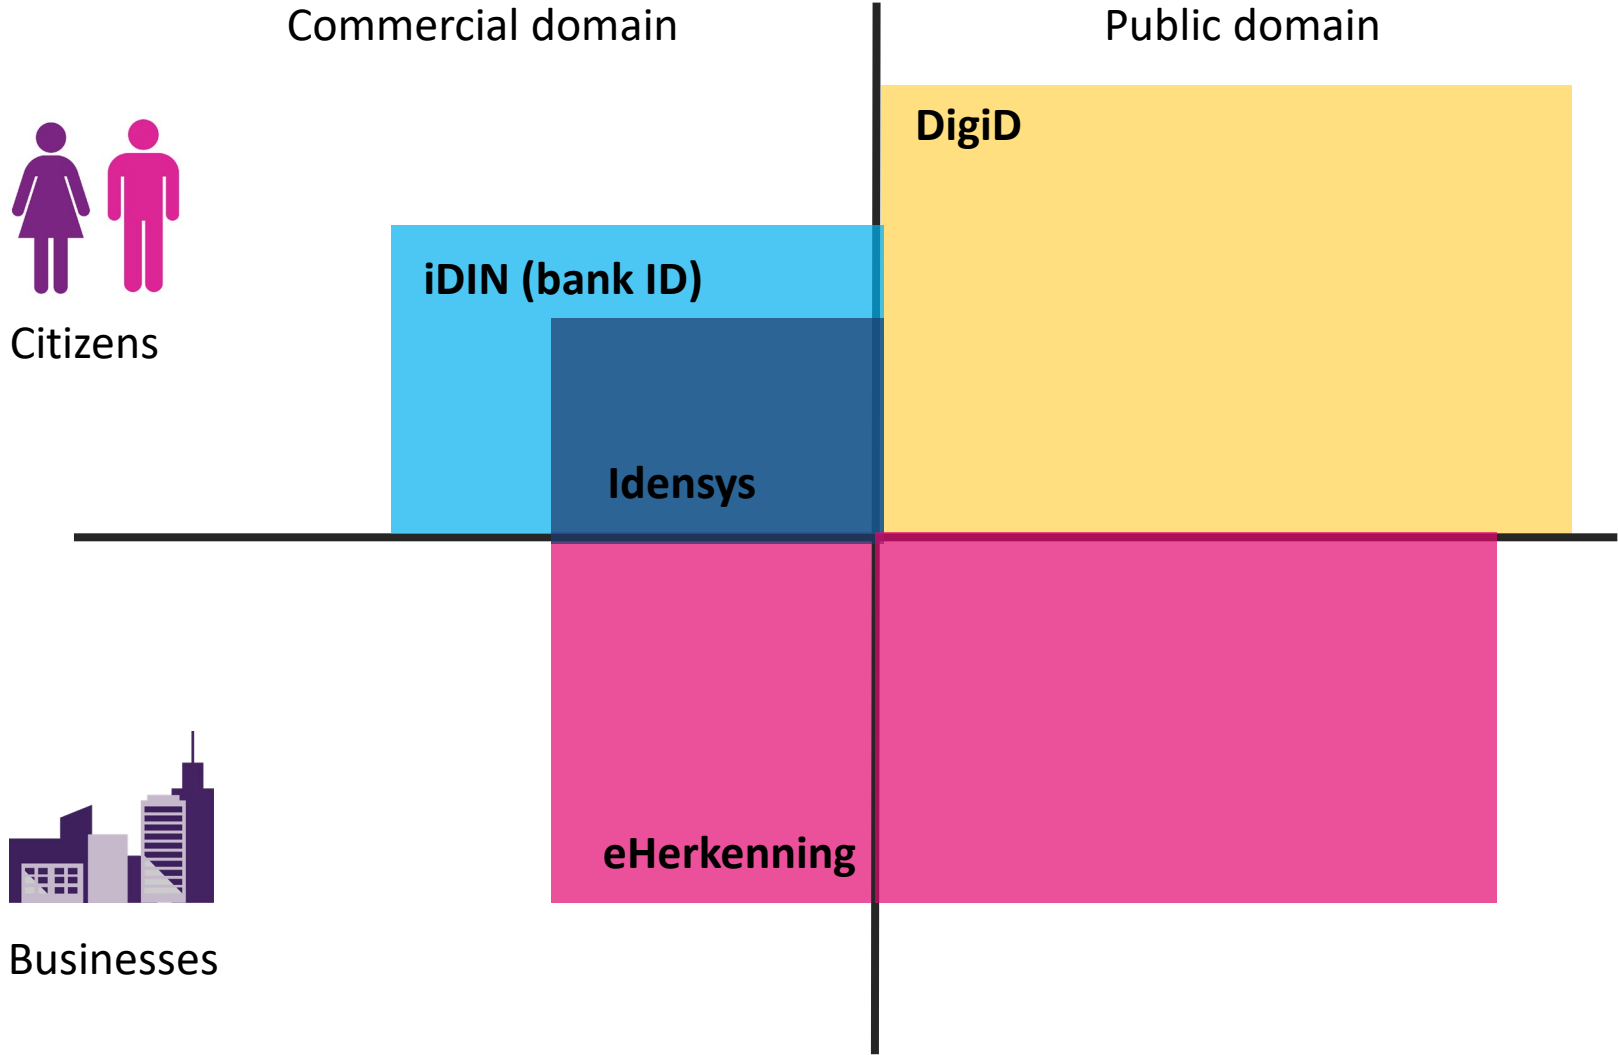 Commercial domain
Public domain
DigiD
iDIN (bank ID)
Citizens
Idensys
eHerkenning
Businesses